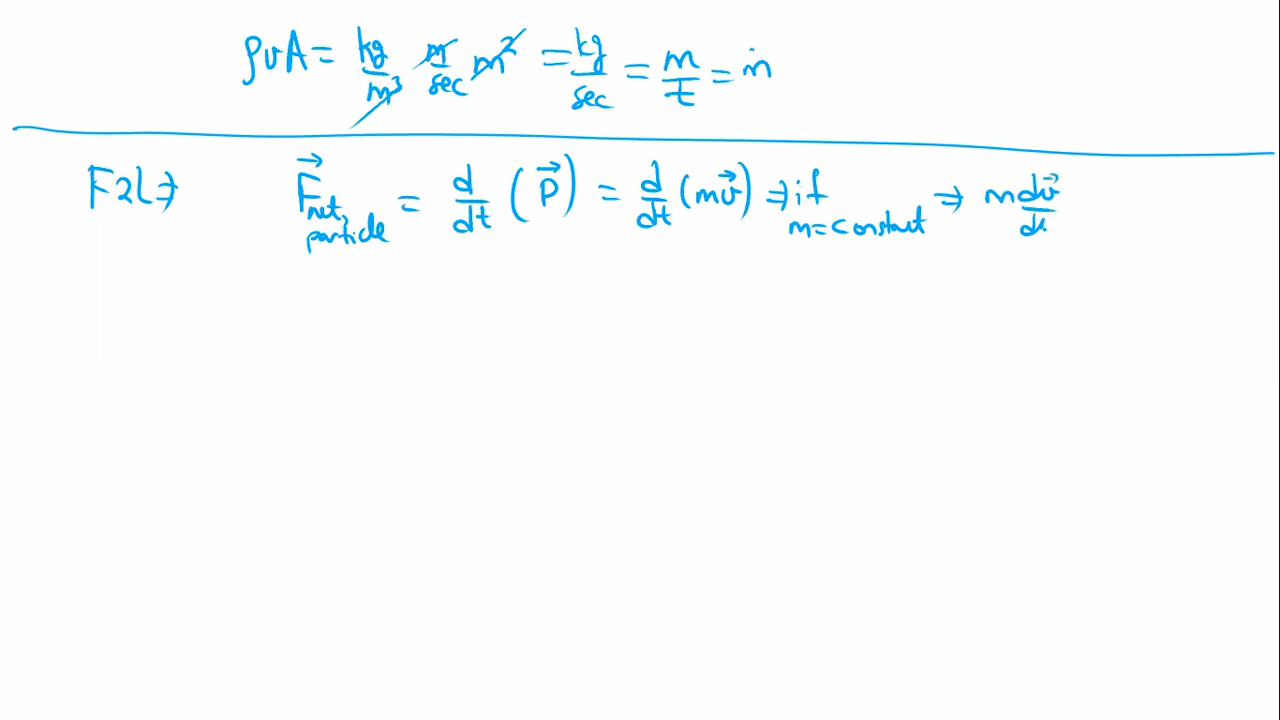 ρvA = kg/m³ m/sec m² = kg/sec = m/t = ṁ
F2L ⇒ F⃗net, particle = d/dt (P⃗) = d/dt (mv⃗) ⇒ if m=constant ⇒ m dv⃗/dt